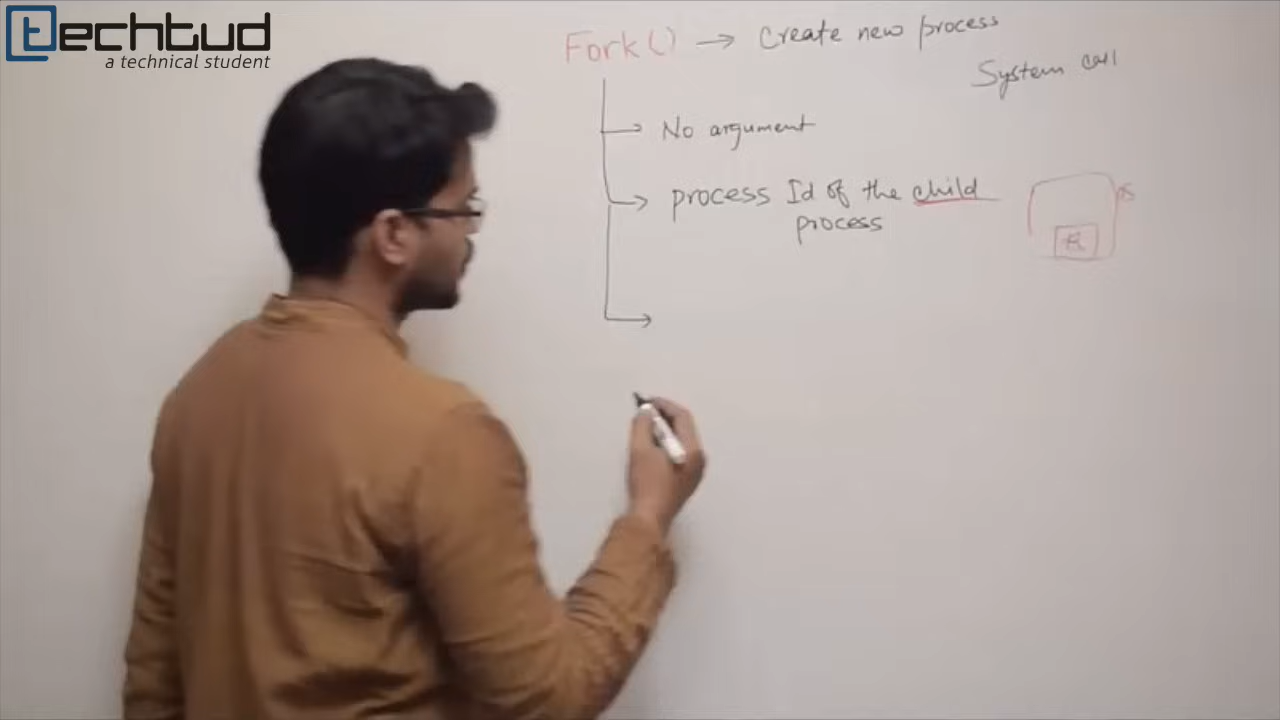 techtud
a technical student
Fork() → Create new process
System call
No argument
process Id of the child
process